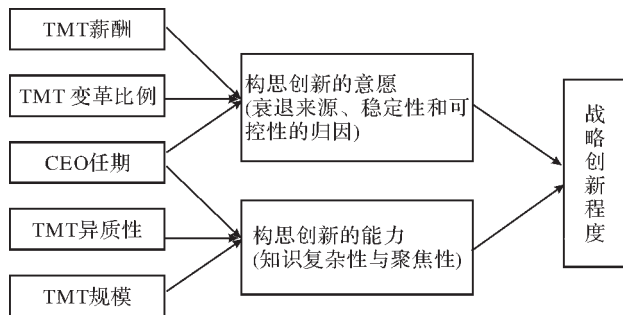 TMT薪酬
TMT 变革比例
CEO任期
TMT异质性
TMT规模
构思创新的意愿
(衰退来源、稳定性和可
控性的归因)
构思创新的能力
(知识复杂性与聚焦性)
战
略
创
新
程
度